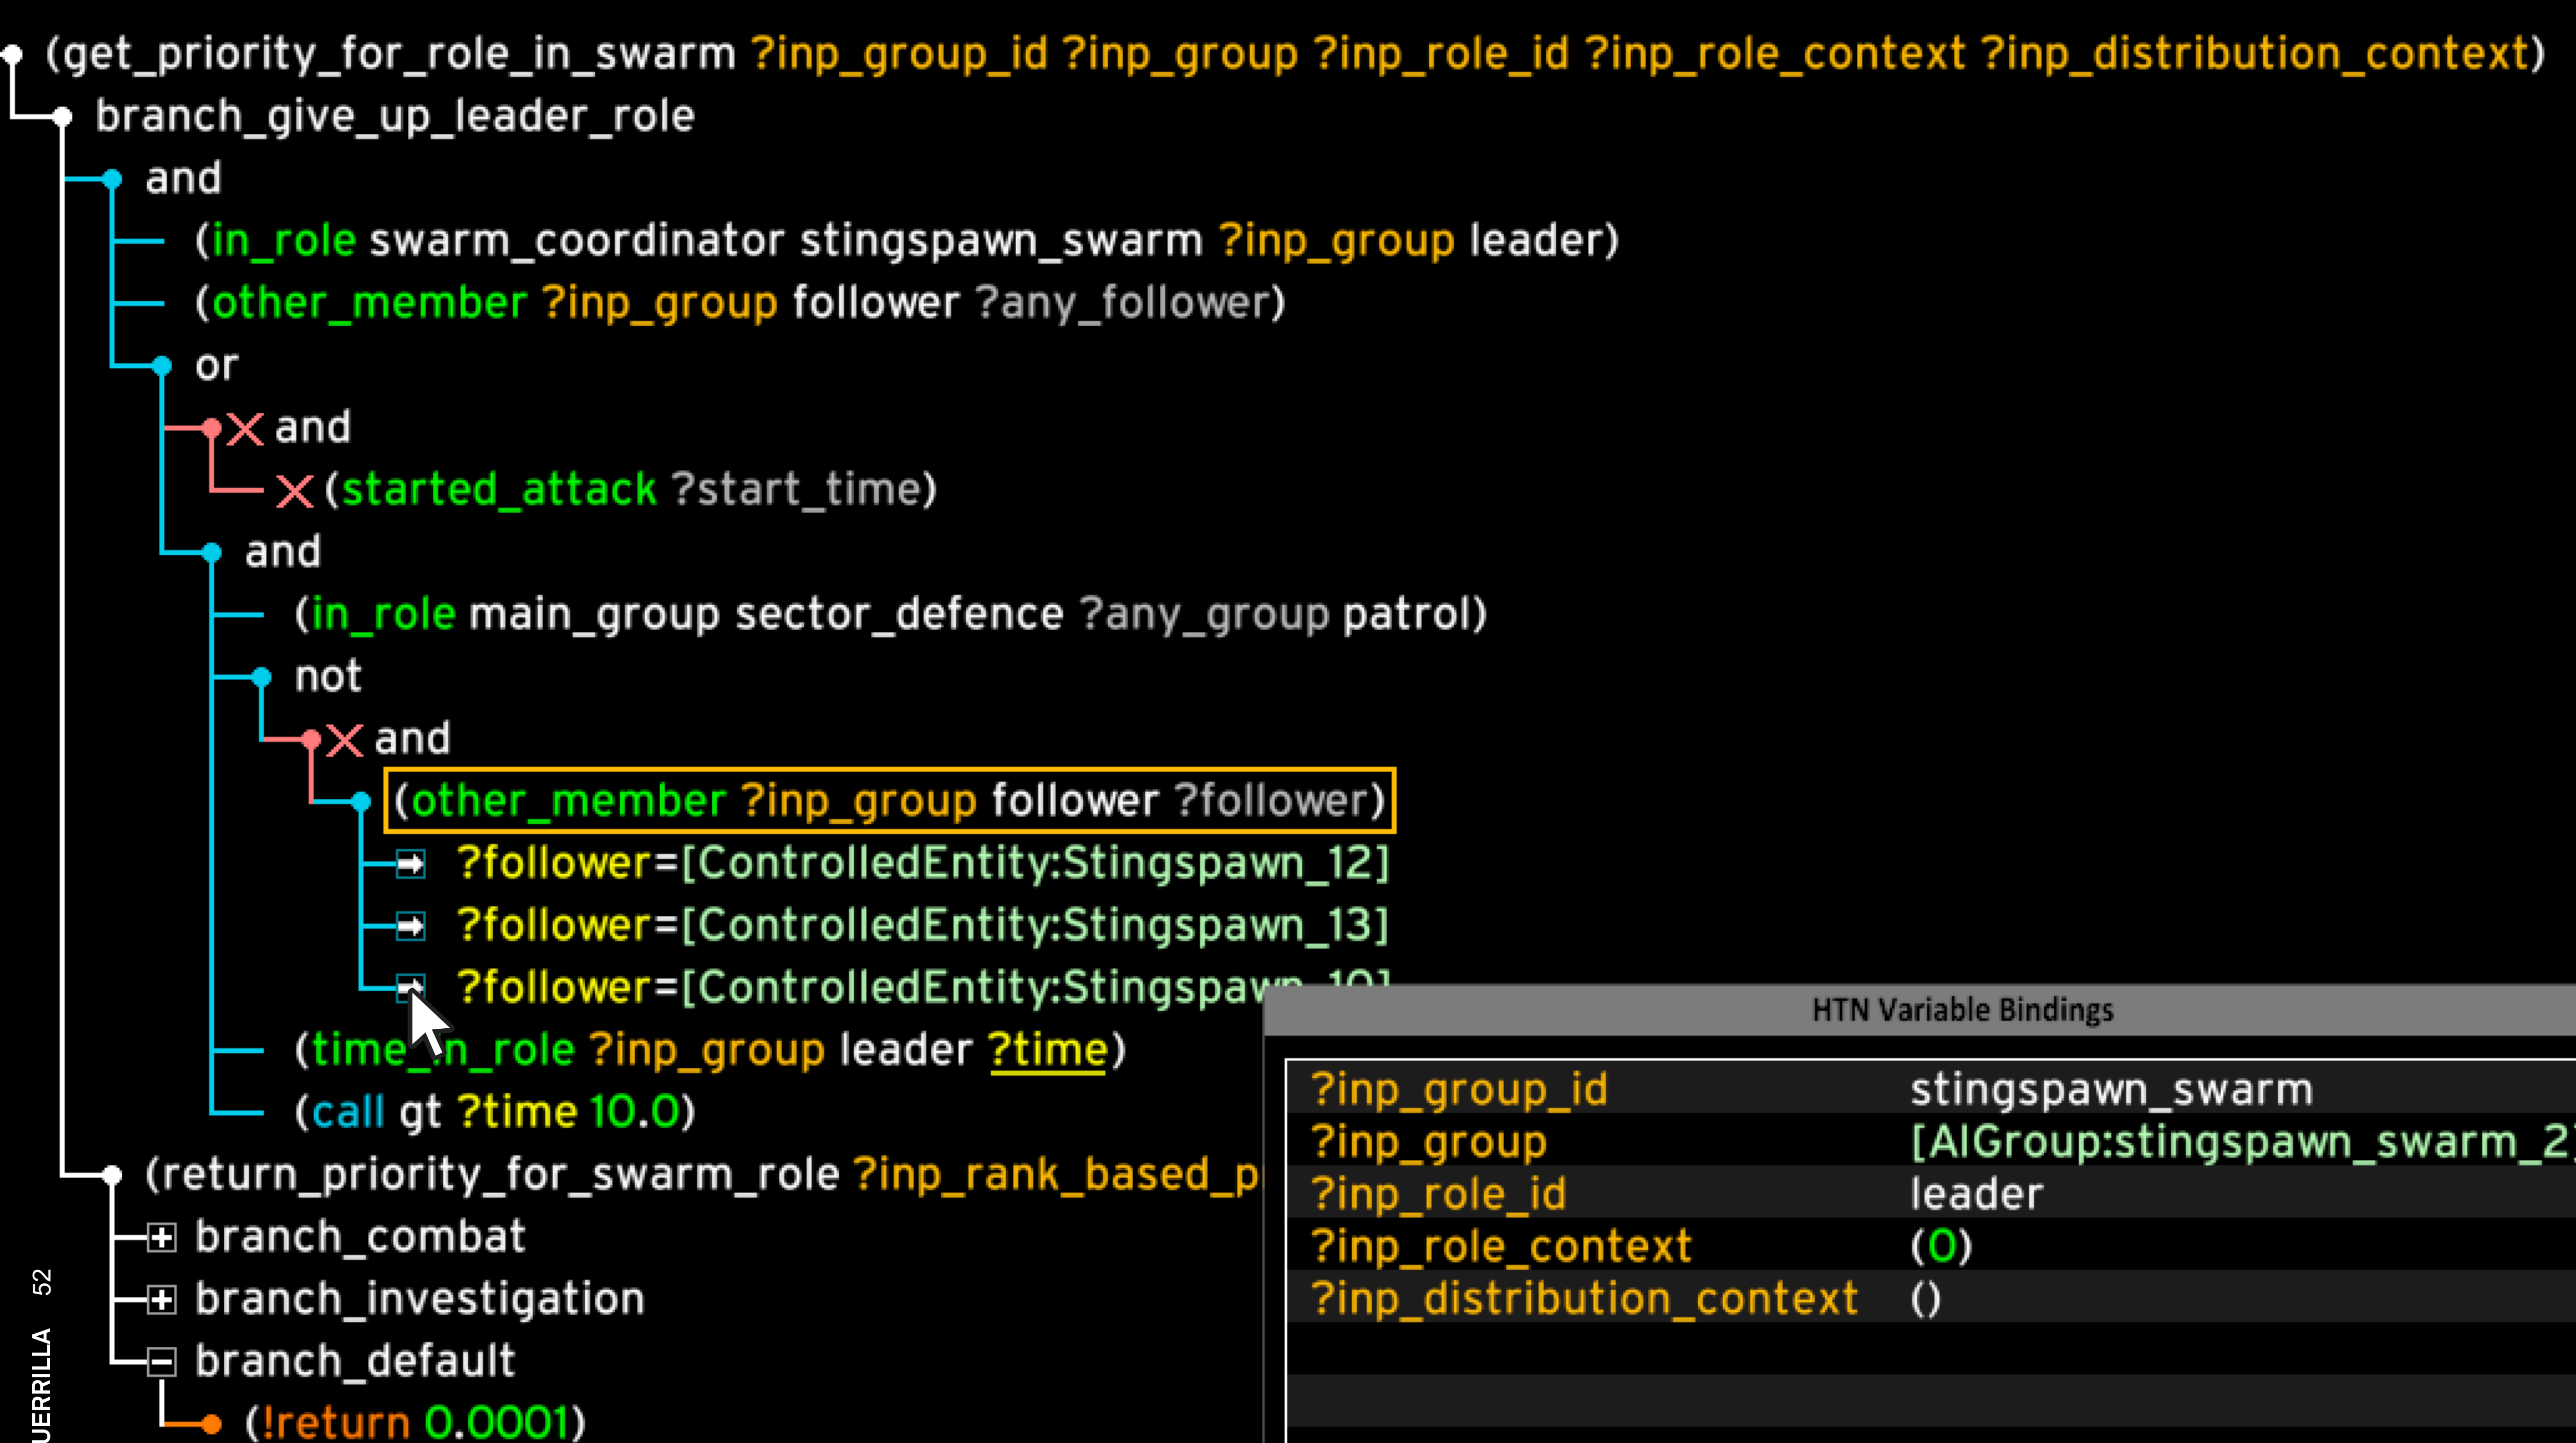 (get_priority_for_role_in_swarm ?inp_group_id ?inp_group ?inp_role_id ?inp_role_context ?inp_distribution_context)
branch_give_up_leader_role
and
(in_role swarm_coordinator stingspawn_swarm ?inp_group leader)
(other_member ?inp_group follower ?any_follower)
or
and
(started_attack ?start_time)
and
(in_role main_group sector_defence ?any_group patrol)
not
and
(other_member ?inp_group follower ?follower)
?follower=[ControlledEntity:Stingspawn_12]
?follower=[ControlledEntity:Stingspawn_13]
?follower=[ControlledEntity:Stingspawn_10]
(time_in_role ?inp_group leader ?time)
(call gt ?time 10.0)
(return_priority_for_swarm_role
branch_combat
branch_investigation
branch_default
(!return 0.0001)
HTN Variable Bindings
?inp_group_id stingspawn_swarm
?inp_group [AIGroup:stingspawn_swarm_2]
?inp_role_id leader
?inp_role_context (0)
?inp_distribution_context ()
52